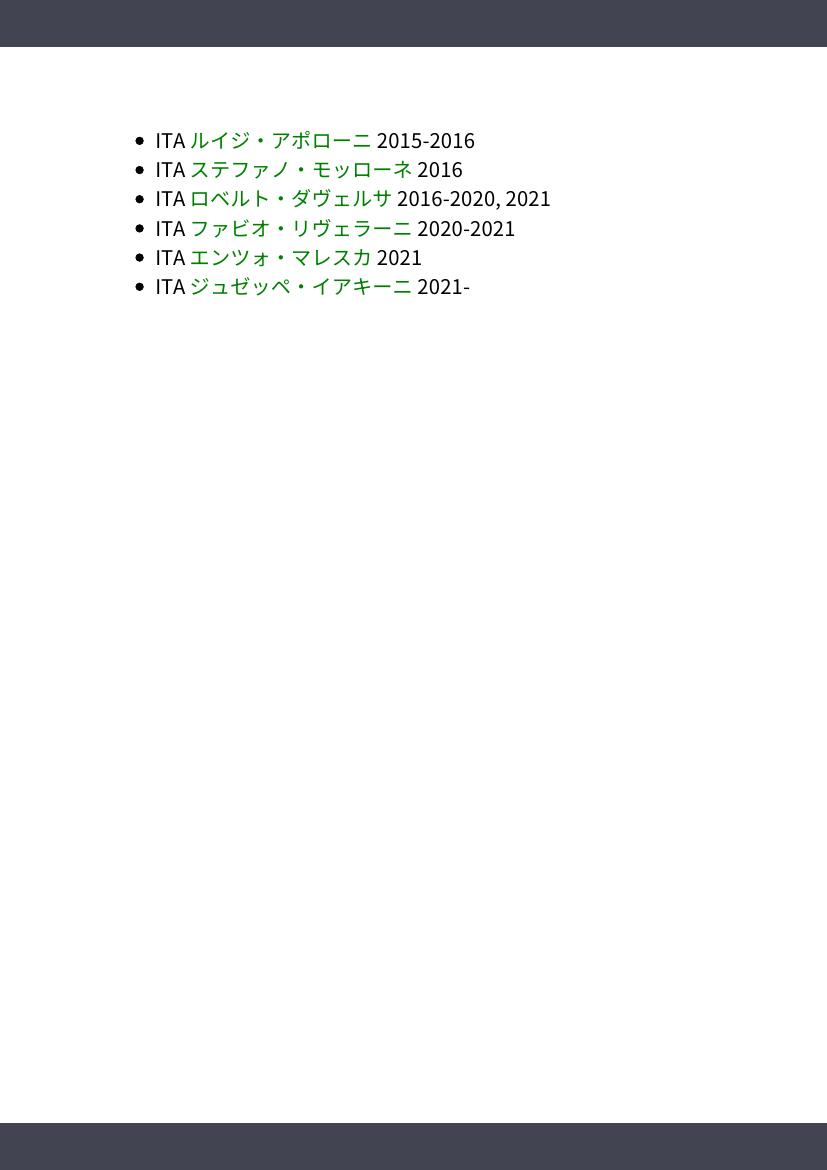 • ITA ルイジ・アポローニ 2015-2016
• ITA ステファノ・モッローネ 2016
• ITA ロベルト・ダヴェルサ 2016-2020, 2021
• ITA ファビオ・リヴェラーニ 2020-2021
• ITA エンツォ・マレスカ 2021
• ITA ジュゼッペ・イアキーニ 2021-